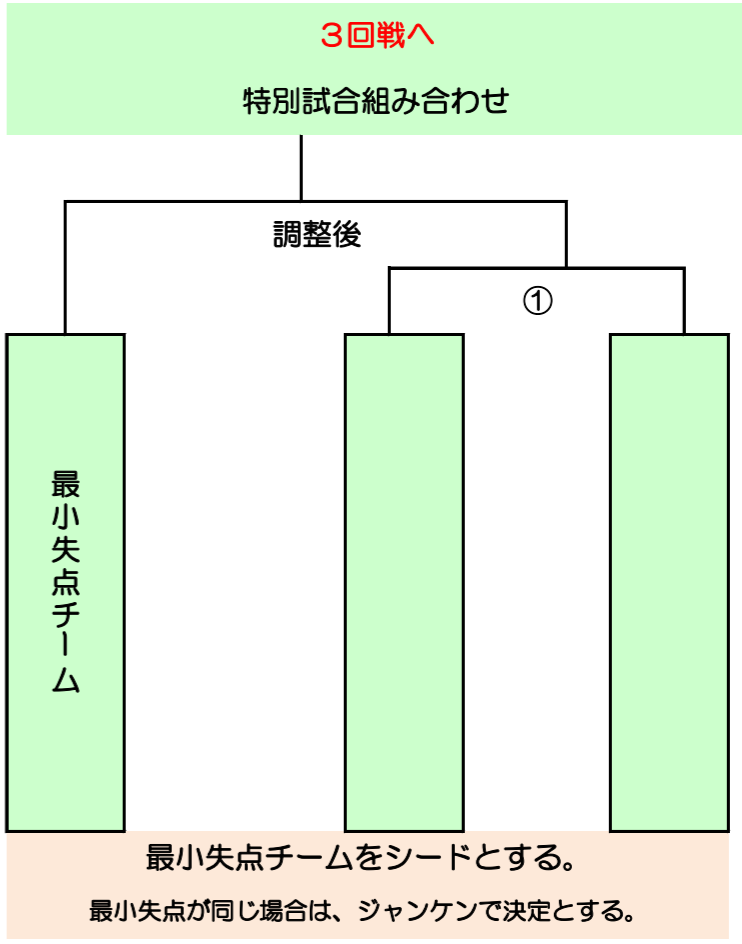 ３回戦へ
特別試合組み合わせ
調整後
①
最小失点チーム
最小失点チームをシードとする。
最小失点が同じ場合は、ジャンケンで決定とする。